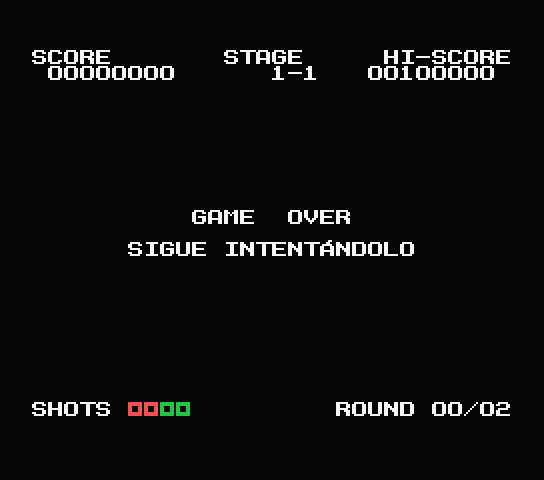 SCORE STAGE HI-SCORE
00000000 1-1 00100000
GAME OVER
SIGUE INTENTÁNDOLO
SHOTS ROUND 00/02